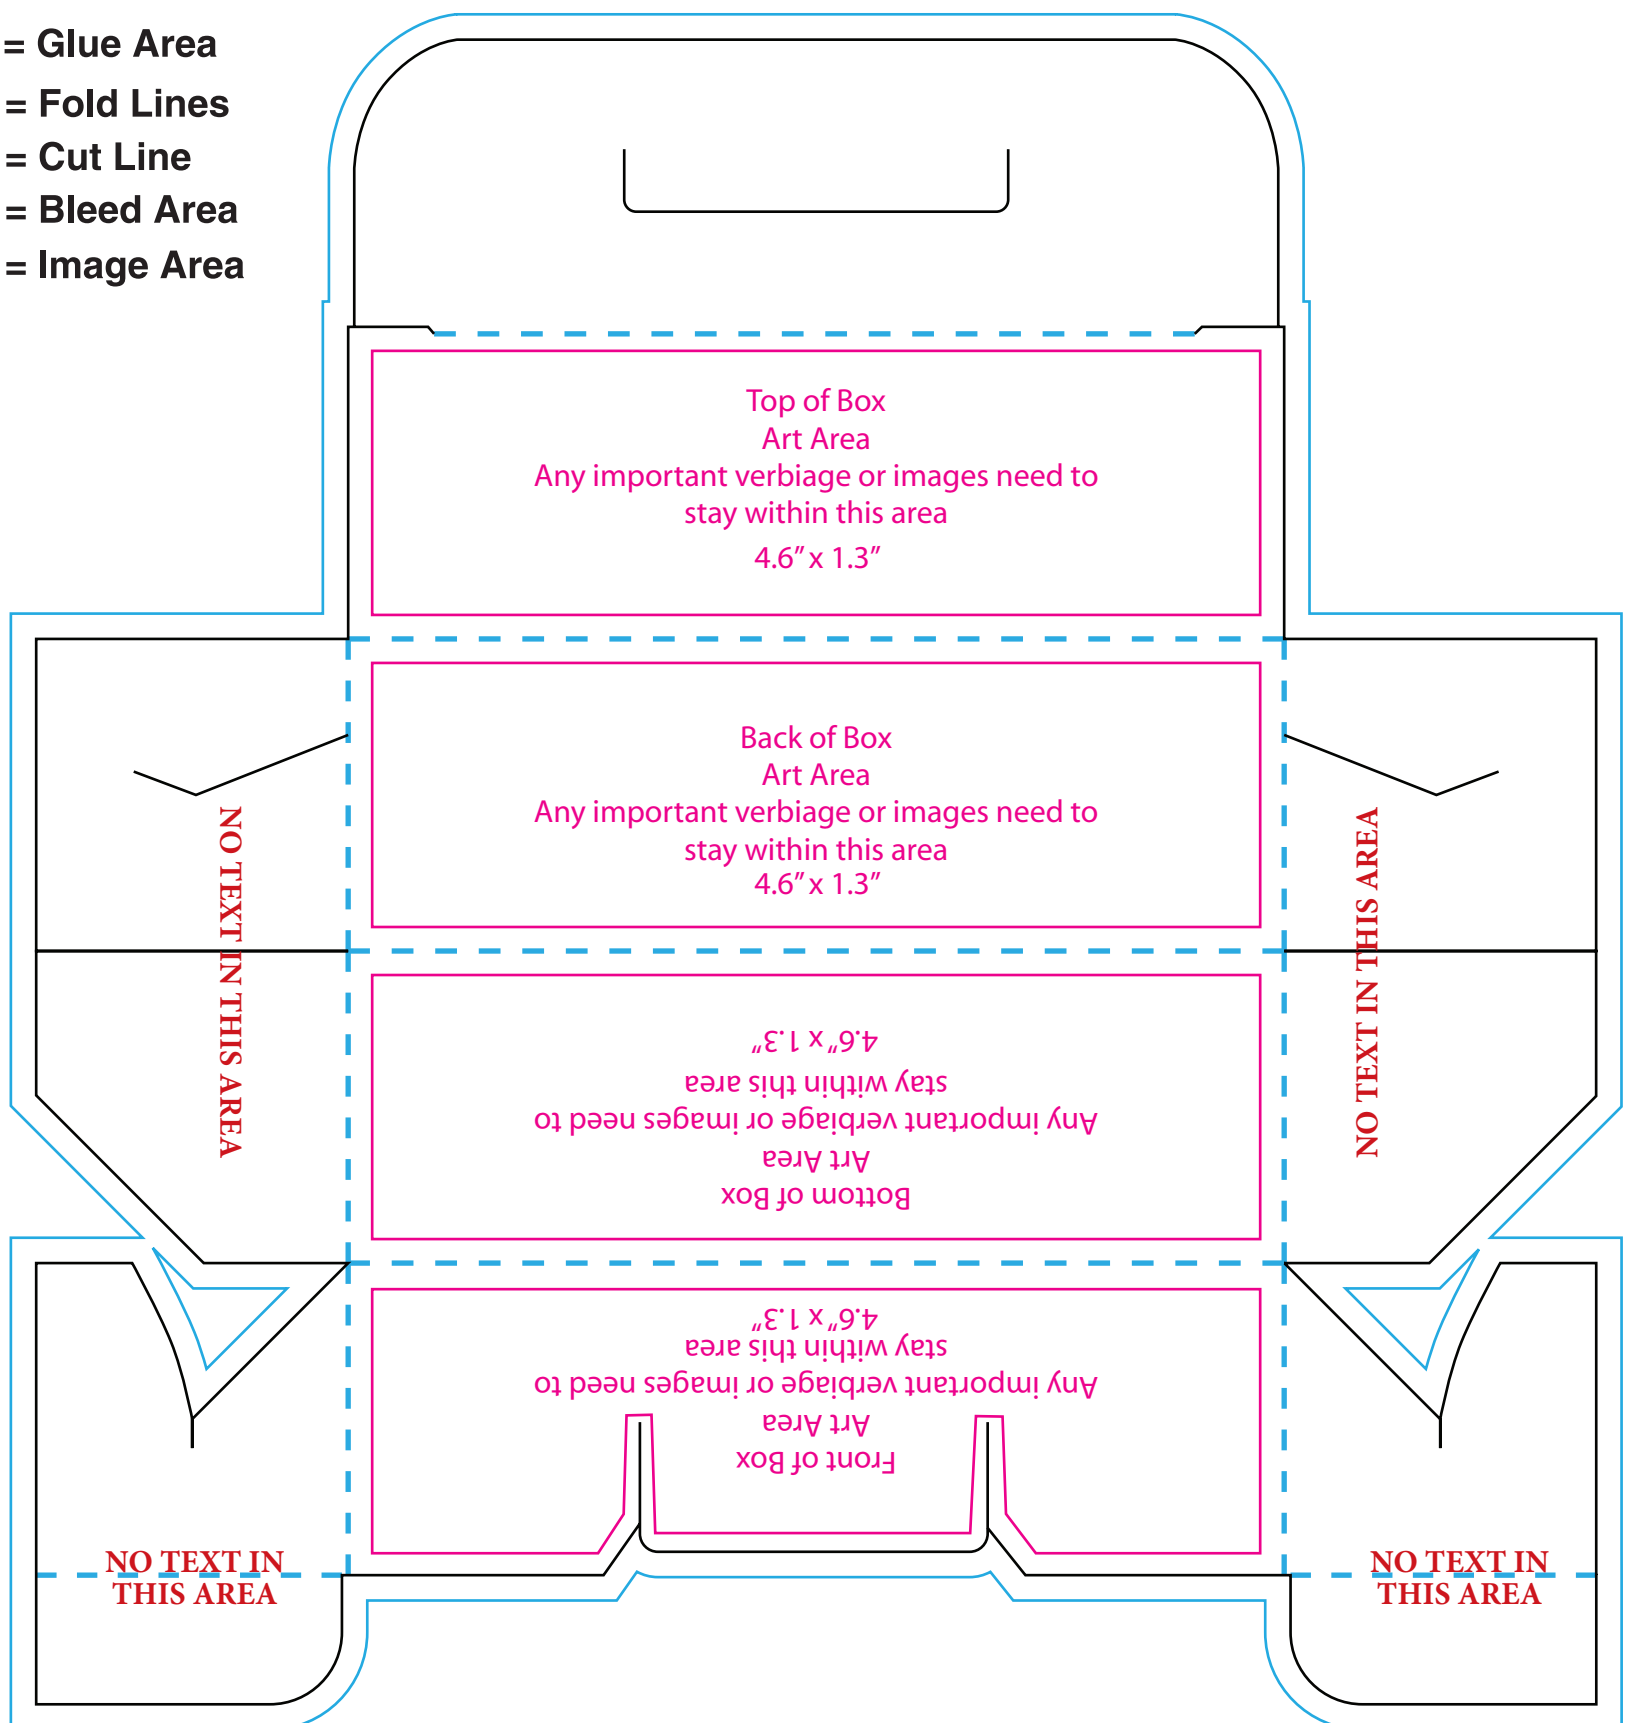 = Glue Area
= Fold Lines
= Cut Line
= Bleed Area
= Image Area
Top of Box
Art Area
Any important verbiage or images need to
stay within this area
4.6” x 1.3”
Back of Box
Art Area
Any important verbiage or images need to
stay within this area
4.6” x 1.3”
NO TEXT IN THIS AREA
NO TEXT IN THIS AREA
Bottom of Box
Art Area
Any important verbiage or images need to
stay within this area
4.6” x 1.3”
Front of Box
Art Area
Any important verbiage or images need to
stay within this area
4.6” x 1.3”
NO TEXT IN
THIS AREA
NO TEXT IN
THIS AREA